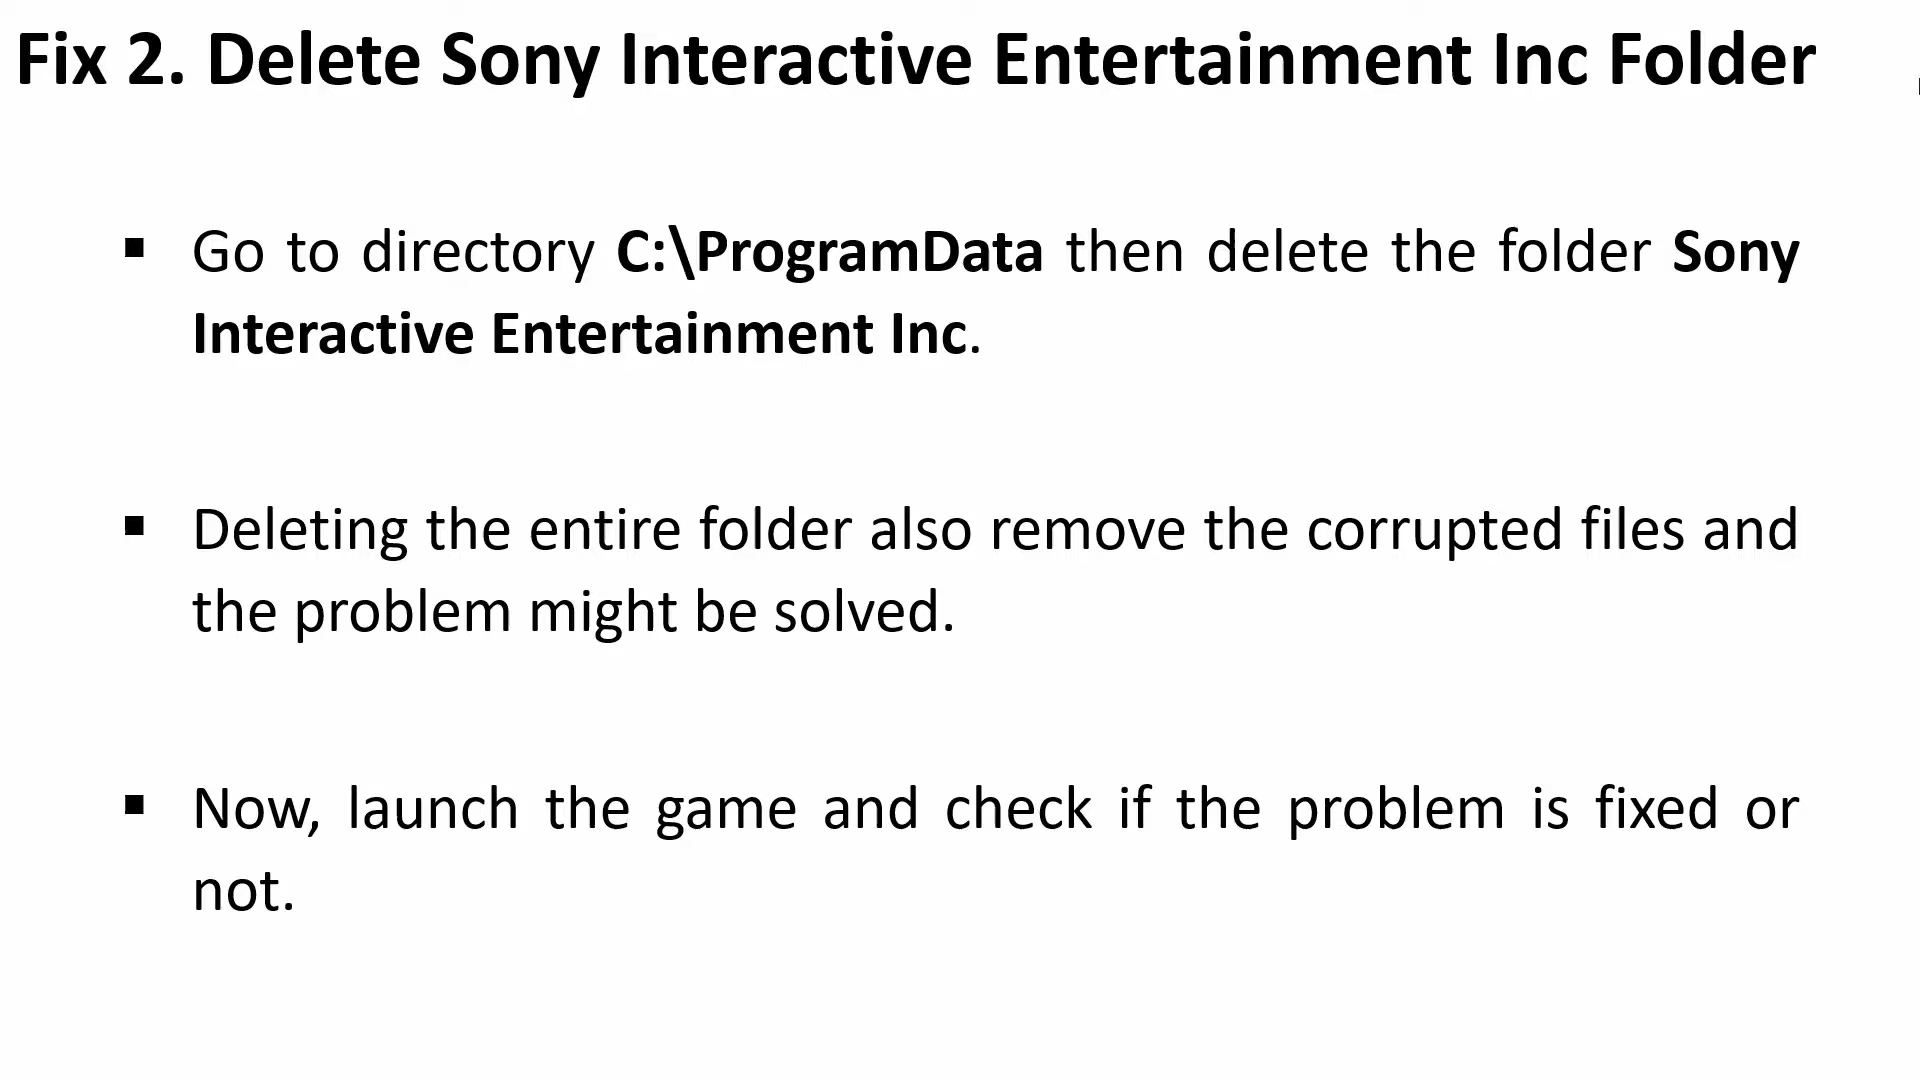 Fix 2. Delete Sony Interactive Entertainment Inc Folder
▪ Go to directory C:\ProgramData then delete the folder Sony
Interactive Entertainment Inc.
▪ Deleting the entire folder also remove the corrupted files and
the problem might be solved.
▪ Now, launch the game and check if the problem is fixed or
not.